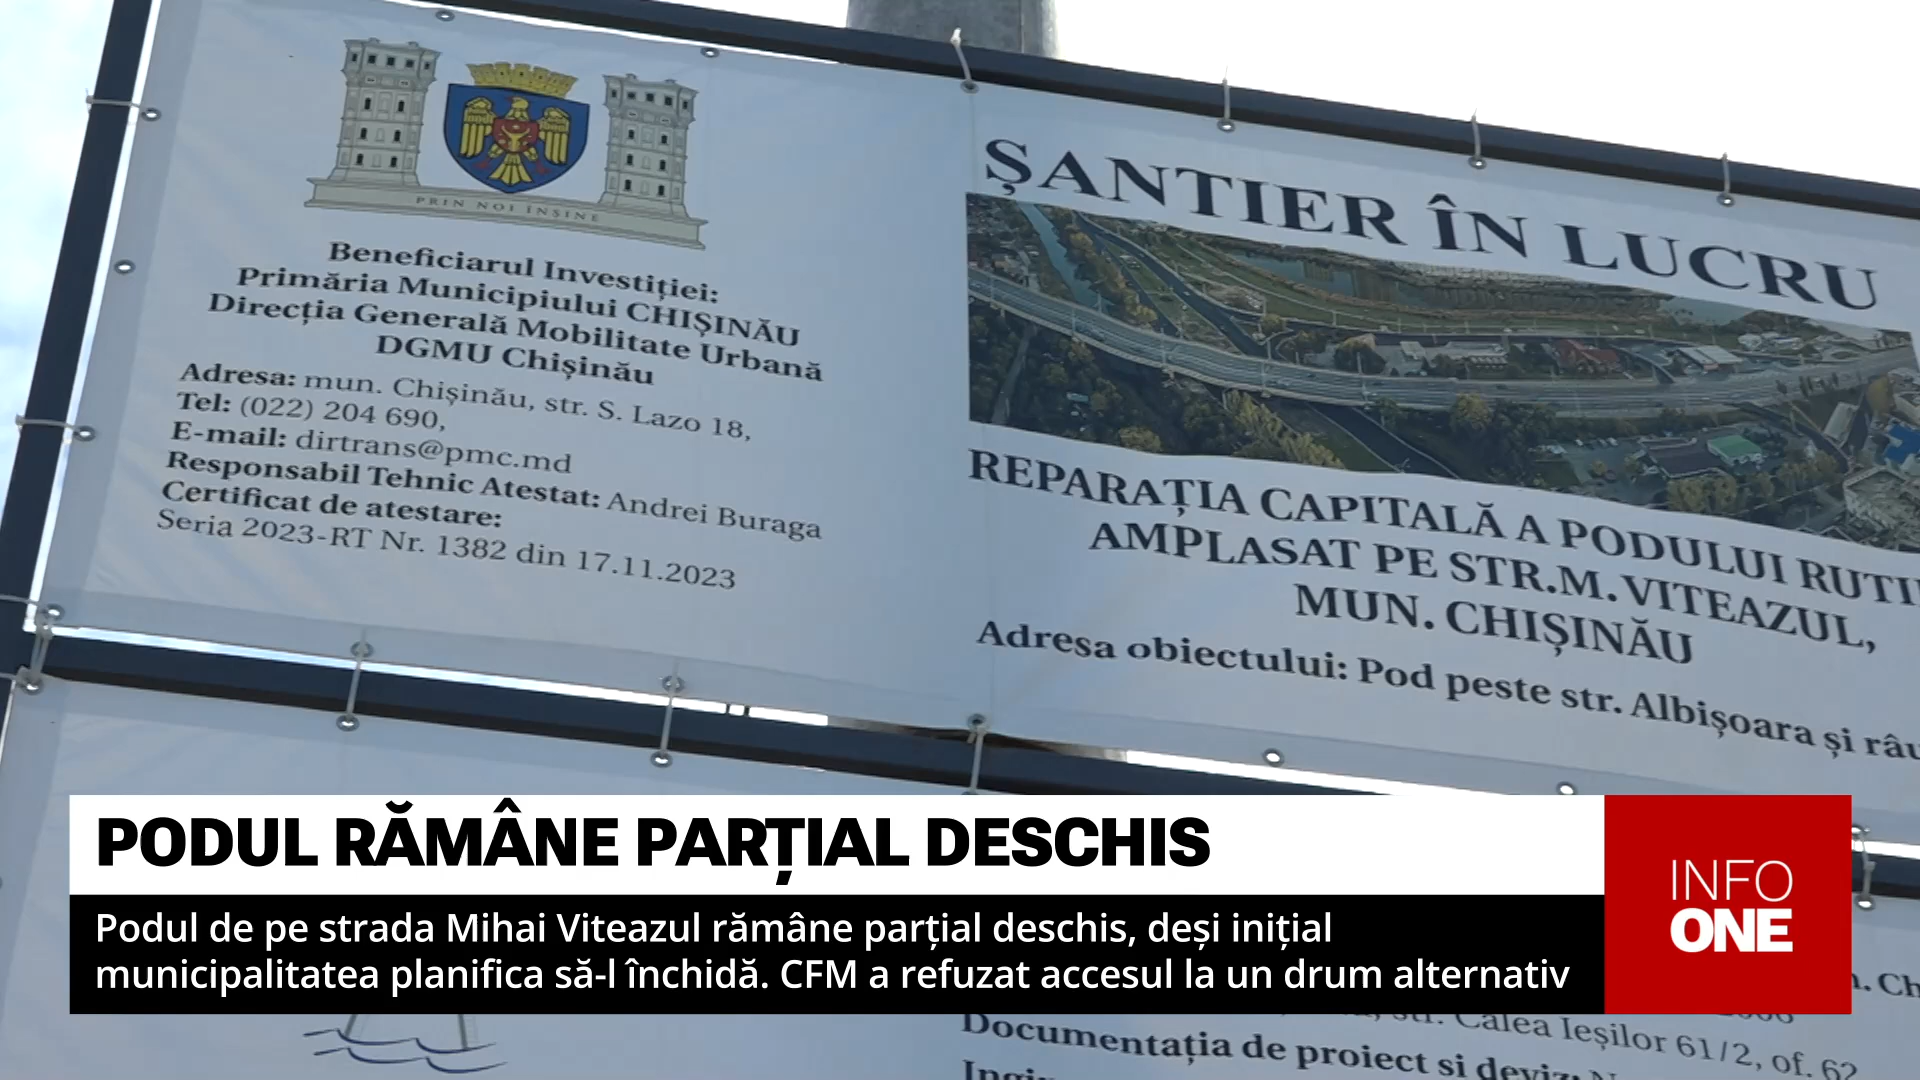 PRIN NOI ÎNȘINE
Beneficiarul Investiției:
Primăria Municipiului CHIȘINĂU
Direcția Generală Mobilitate Urbană
DGMU Chișinău
Adresa: mun. Chișinău, str. S. Lazo 18,
Tel: (022) 204 690,
E-mail: dirtrans@pmc.md
Responsabil Tehnic Atestat: Andrei Buraga
Certificat de atestare:
Seria 2023-RT Nr. 1382 din 17.11.2023
ȘANTIER ÎN LUCRU
REPARAȚIA CAPITALĂ A PODULUI RUTI
AMPLASAT PE STR.M.VITEAZUL,
MUN. CHIȘINĂU
Adresa obiectului: Pod peste str. Albișoara și râu
PODUL RĂMÂNE PARȚIAL DESCHIS
Podul de pe strada Mihai Viteazul rămâne parțial deschis, deși inițial
municipalitatea planifica să-l închidă. CFM a refuzat accesul la un drum alternativ
INFO
ONE
str. Calea Ieșilor 61/2, of. 62
Documentația de proiect si deviz: